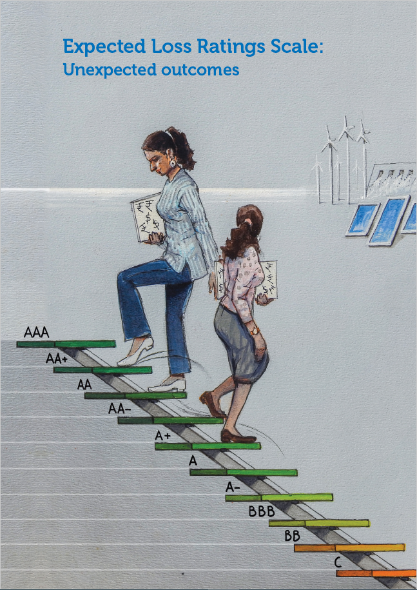 Expected Loss Ratings Scale:
Unexpected outcomes
AAA
AA+
AA
AA-
A+
A
A-
BBB
BB
C